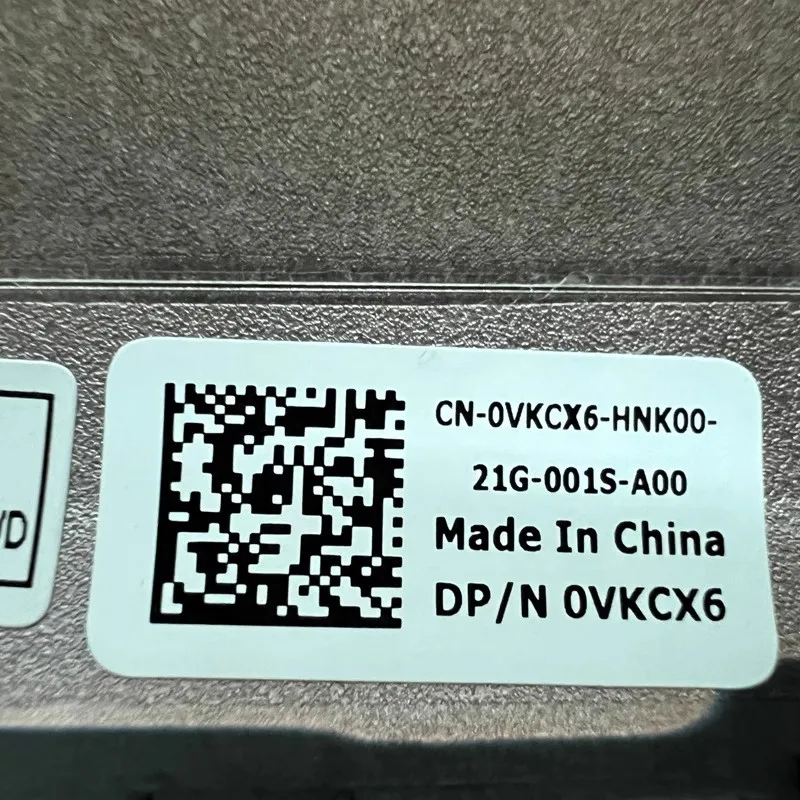 CN-0VKCX6-HNK00-
21G-001S-A00
Made In China
DP/N 0VKCX6